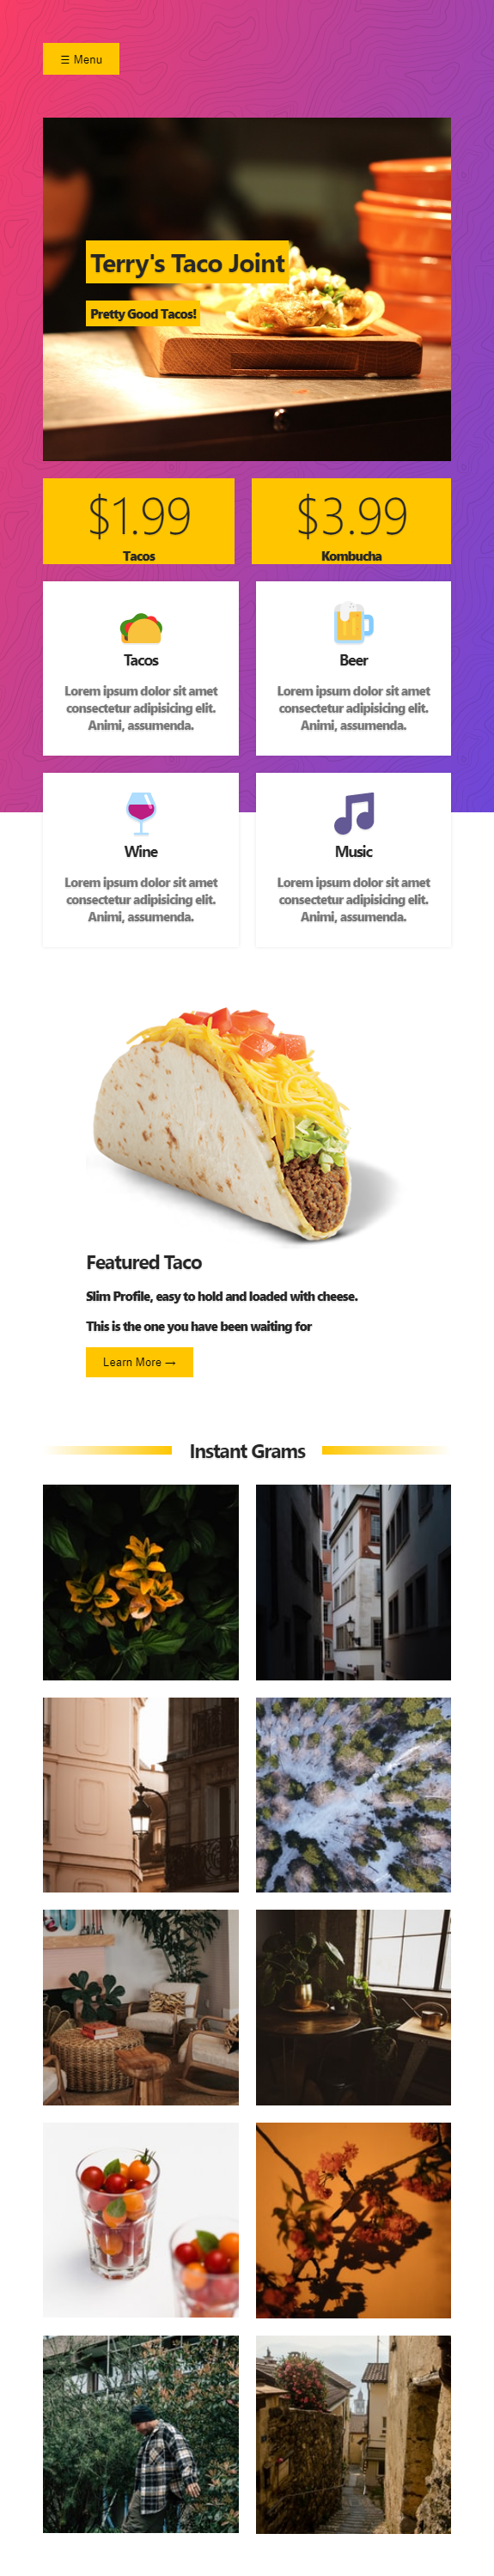 ☰ Menu
Terry's Taco Joint
Pretty Good Tacos!
$1.99
Tacos
$3.99
Kombucha
Tacos
Lorem ipsum dolor sit amet
consectetur adipisicing elit.
Animi, assumenda.
Beer
Lorem ipsum dolor sit amet
consectetur adipisicing elit.
Animi, assumenda.
Wine
Lorem ipsum dolor sit amet
consectetur adipisicing elit.
Animi, assumenda.
Music
Lorem ipsum dolor sit amet
consectetur adipisicing elit.
Animi, assumenda.
Featured Taco
Slim Profile, easy to hold and loaded with cheese.
This is the one you have been waiting for
Learn More →
Instant Grams